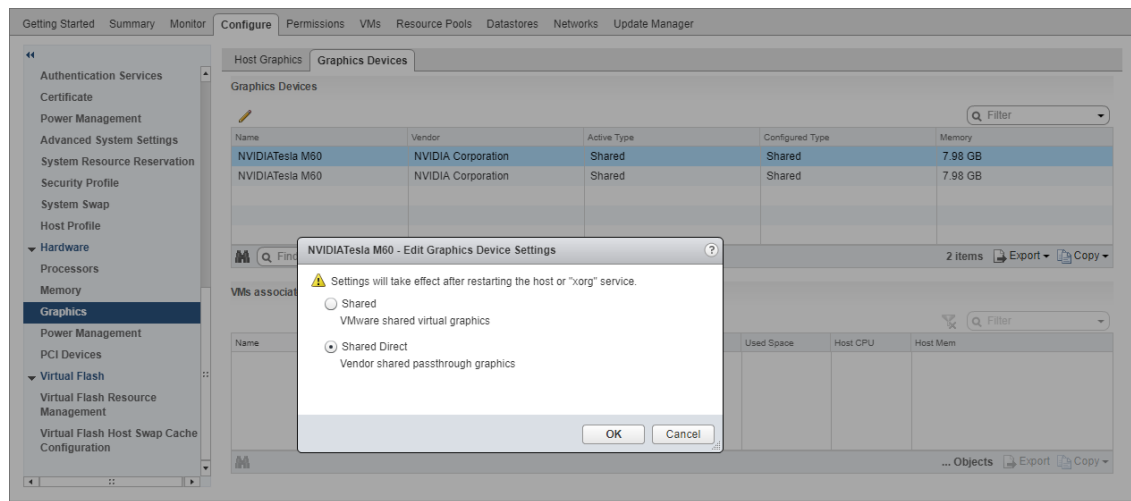 Getting Started Summary Monitor Configure Permissions VMs Resource Pools Datastores Networks Update Manager
Authentication Services
Certificate
Power Management
Advanced System Settings
System Resource Reservation
Security Profile
System Swap
Host Profile
Hardware
Processors
Memory
Graphics
Power Management
PCI Devices
Virtual Flash
Virtual Flash Resource
Management
Virtual Flash Host Swap Cache
Configuration
Host Graphics Graphics Devices
Graphics Devices
Filter
Name Vendor Active Type Configured Type Memory
NVIDIATesla M60 NVIDIA Corporation Shared Shared 7.98 GB
NVIDIATesla M60 NVIDIA Corporation Shared Shared 7.98 GB
2 items Export Copy
VMs
Filter
Name Used Space Host CPU Host Mem
... Objects Export Copy
NVIDIATesla M60 - Edit Graphics Device Settings ?
Settings will take effect after restarting the host or "xorg" service.
Shared
VMware shared virtual graphics
Shared Direct
Vendor shared passthrough graphics
OK Cancel